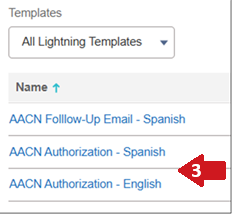 Templates
All Lightning Templates
Name ↑
AACN Folllow-Up Email - Spanish
AACN Authorization - Spanish
3
AACN Authorization - English